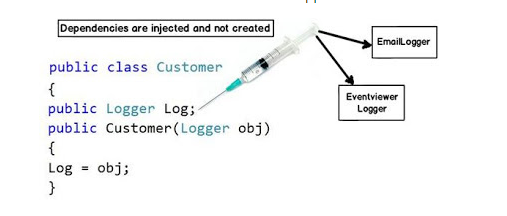 Dependencies are injected and not created
EmailLogger
Eventviewer
Logger
public class Customer
{
public Logger Log;
public Customer(Logger obj)
{
Log = obj;
}